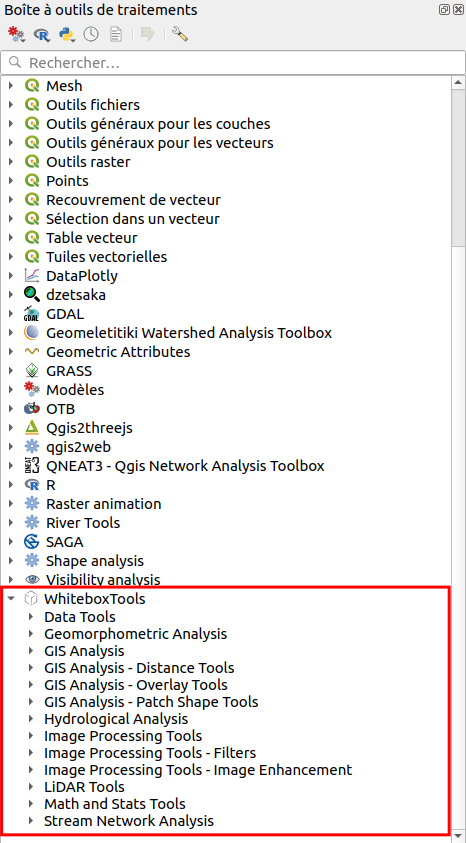 Boîte à outils de traitements
Rechercher…
Mesh
Outils fichiers
Outils généraux pour les couches
Outils généraux pour les vecteurs
Outils raster
Points
Recouvrement de vecteur
Sélection dans un vecteur
Table vecteur
Tuiles vectorielles
DataPlotly
dzetsaka
GDAL
Geomeletitiki Watershed Analysis Toolbox
Geometric Attributes
GRASS
Modèles
OTB
Qgis2threejs
qgis2web
QNEAT3 - Qgis Network Analysis Toolbox
R
Raster animation
River Tools
SAGA
Shape analysis
Visibility analysis
WhiteboxTools
Data Tools
Geomorphometric Analysis
GIS Analysis
GIS Analysis - Distance Tools
GIS Analysis - Overlay Tools
GIS Analysis - Patch Shape Tools
Hydrological Analysis
Image Processing Tools
Image Processing Tools - Filters
Image Processing Tools - Image Enhancement
LiDAR Tools
Math and Stats Tools
Stream Network Analysis